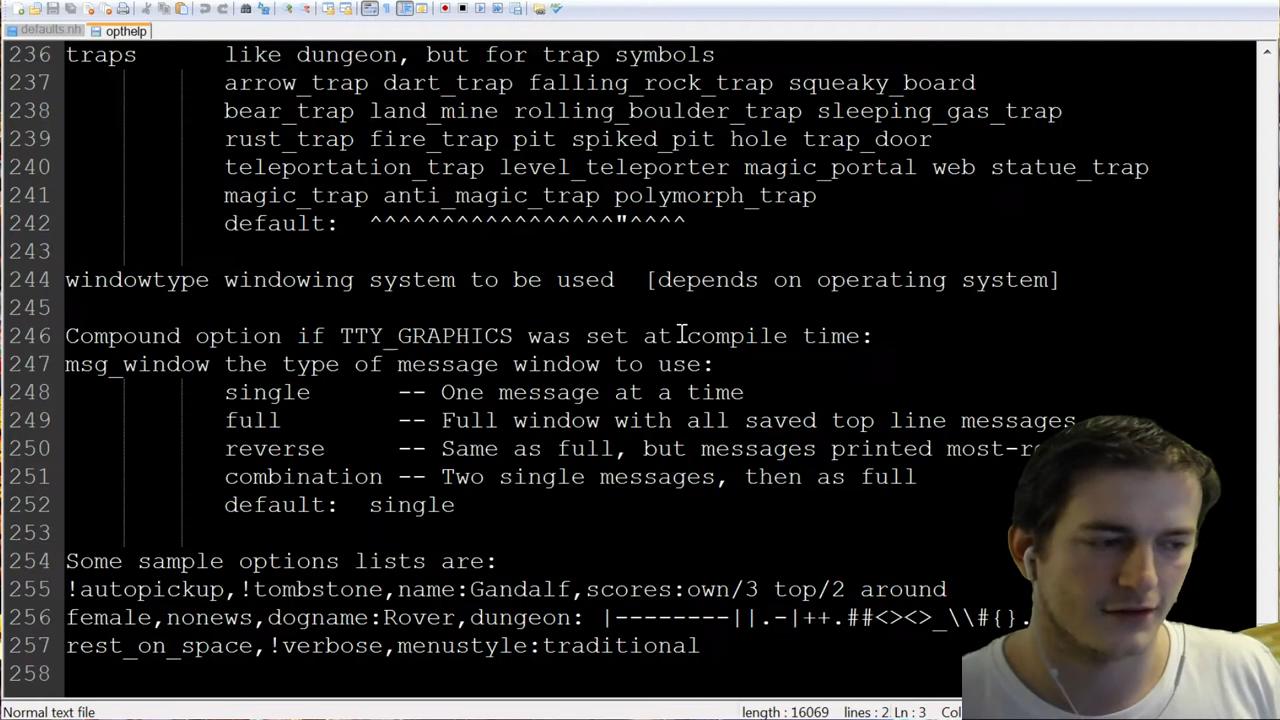 defaults.nh opthelp
236 traps like dungeon, but for trap symbols
237 arrow_trap dart_trap falling_rock_trap squeaky_board
238 bear_trap land_mine rolling_boulder_trap sleeping_gas_trap
239 rust_trap fire_trap pit spiked_pit hole trap_door
240 teleportation_trap level_teleporter magic_portal web statue_trap
241 magic_trap anti_magic_trap polymorph_trap
242 default: ^^^^^^^^^^^^^^^^^"^^^^
243
244 windowtype windowing system to be used [depends on operating system]
245
246 Compound option if TTY_GRAPHICS was set at compile time:
247 msg_window the type of message window to use:
248 single -- One message at a time
249 full -- Full window with all saved top line messages
250 reverse -- Same as full, but messages printed
251 combination -- Two single messages, then as full
252 default: single
253
254 Some sample options lists are:
255 !autopickup,!tombstone,name:Gandalf,scores:own/3 top/2 around
256 female,nonews,dogname:Rover,dungeon: |--------||.-|++.##<><>_\\#{}.
257 rest_on_space,!verbose,menustyle:traditional
258
Normal text file length : 16069 lines : 2 Ln : 3 Col